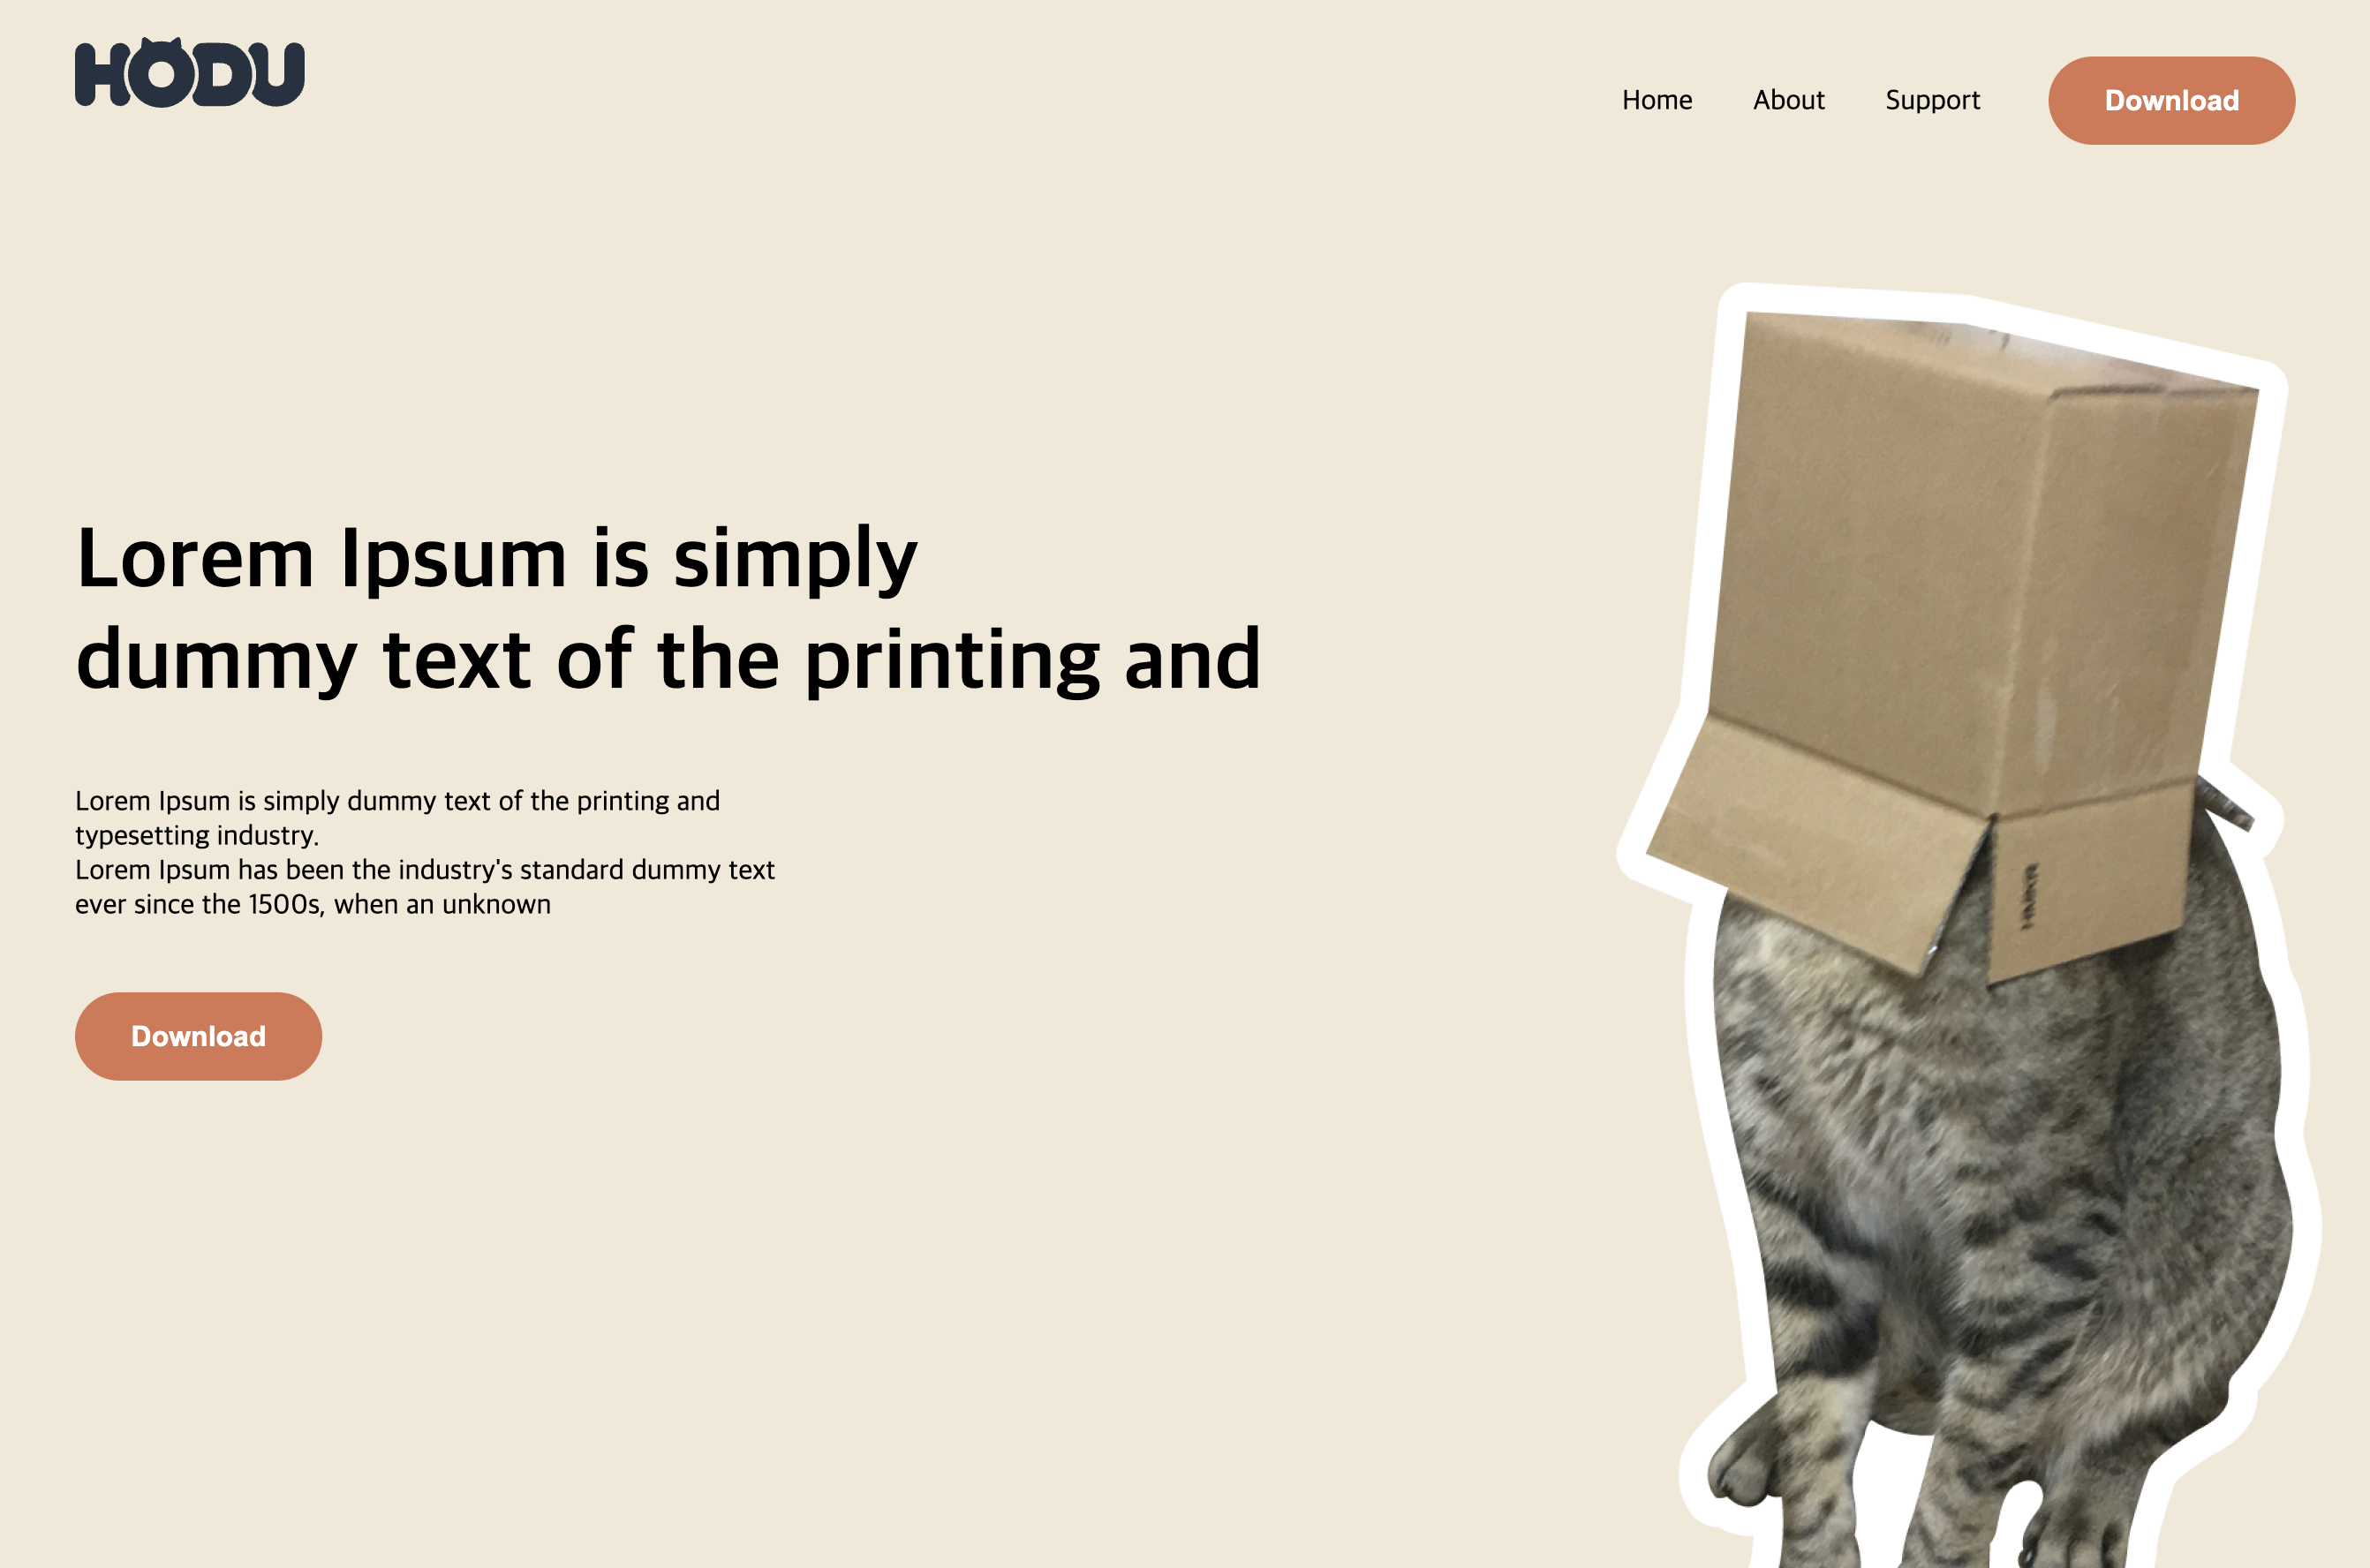 HODU
Home About Support Download
Lorem Ipsum is simply
dummy text of the printing and
Lorem Ipsum is simply dummy text of the printing and
typesetting industry.
Lorem Ipsum has been the industry's standard dummy text
ever since the 1500s, when an unknown
Download